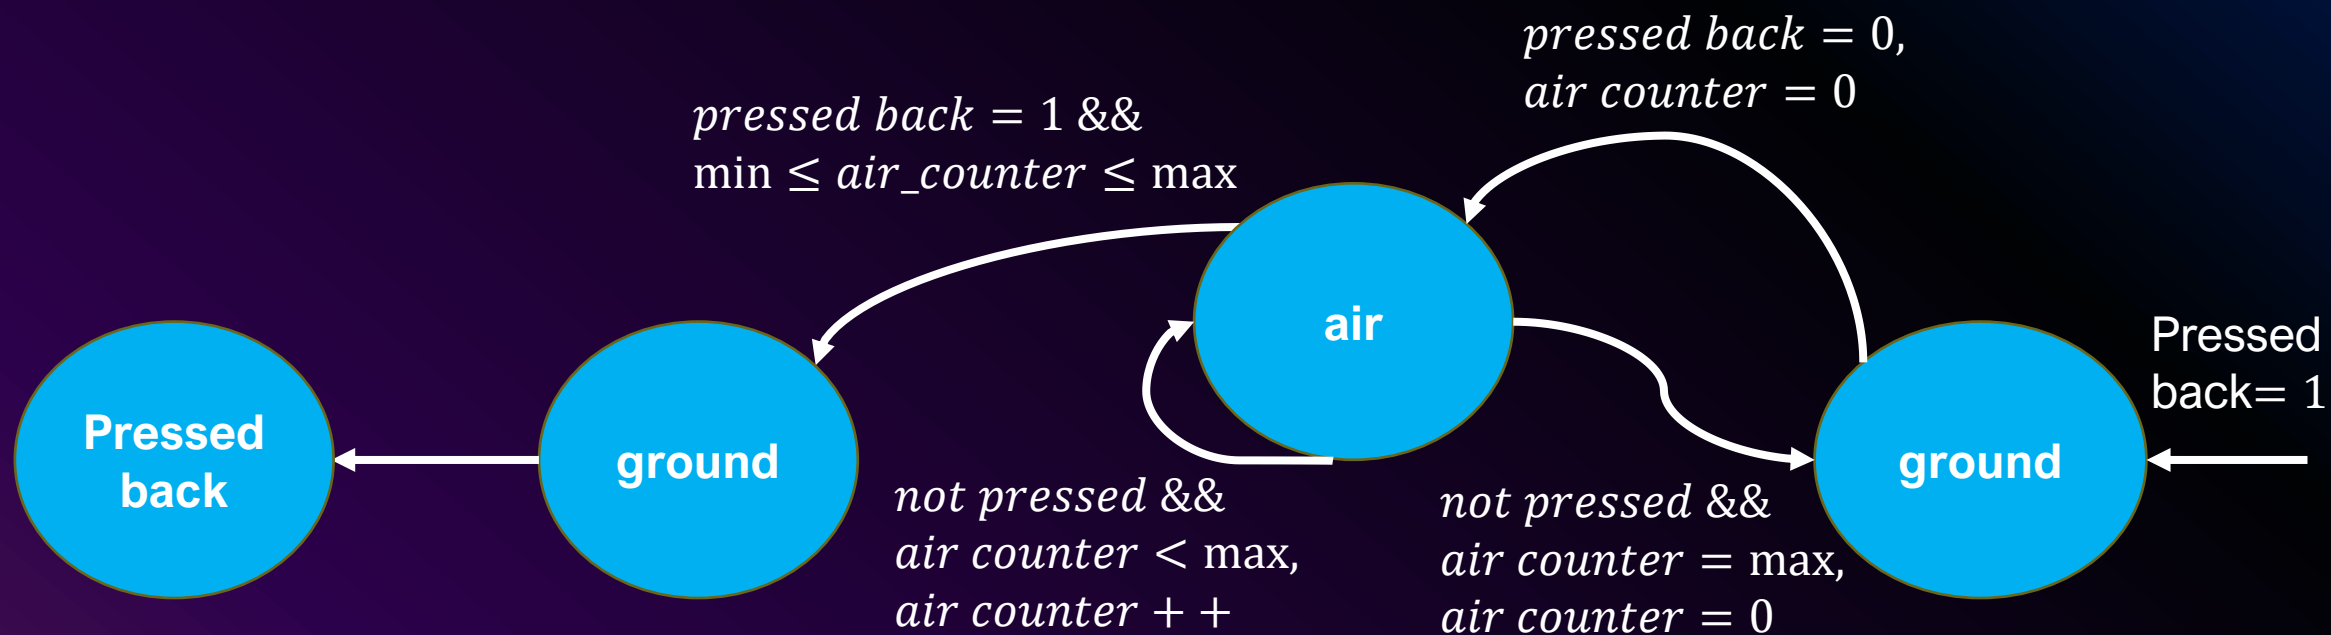 pressed back = 0,
air counter = 0
pressed back = 1 &&
min ≤ air_counter ≤ max
air
Pressed
back= 1
Pressed
back
ground
ground
not pressed &&
air counter < max,
air counter + +
not pressed &&
air counter = max,
air counter = 0